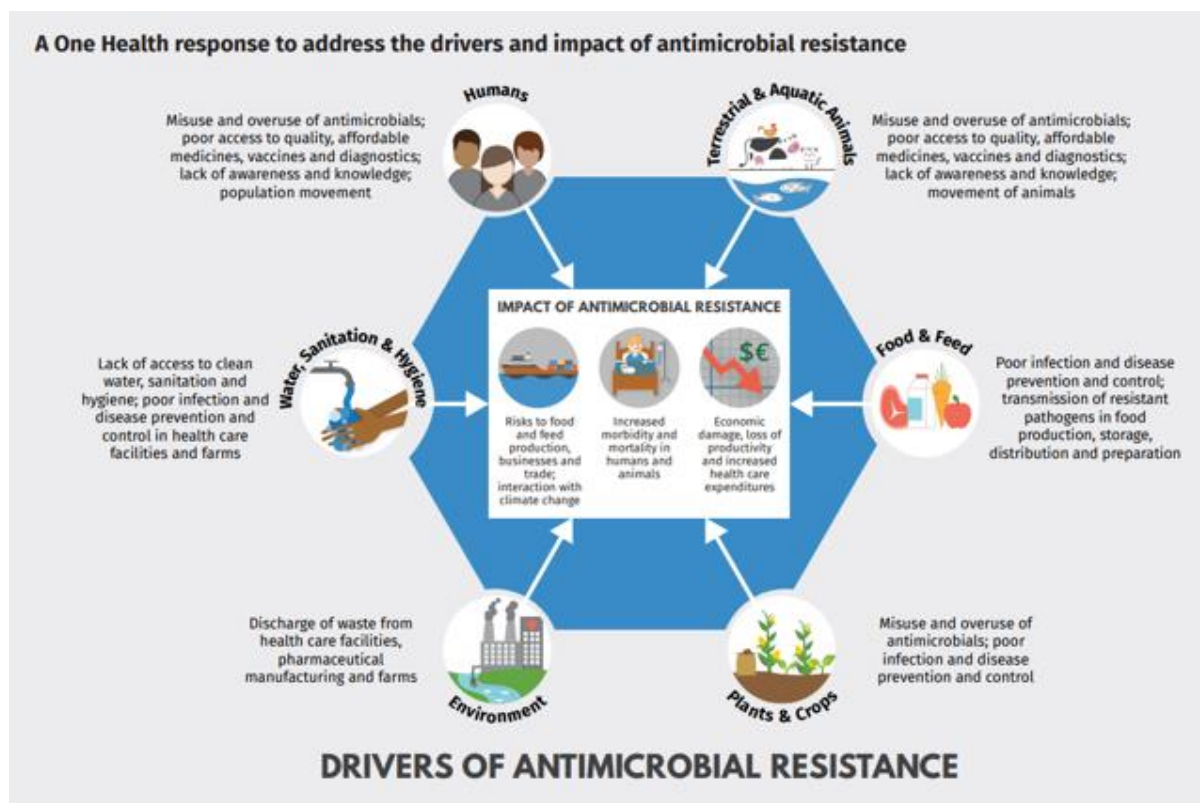 A One Health response to address the drivers and impact of antimicrobial resistance
Humans
Misuse and overuse of antimicrobials;
poor access to quality, affordable
medicines, vaccines and diagnostics;
lack of awareness and knowledge;
population movement
Terrestrial & Aquatic Animals
Misuse and overuse of antimicrobials;
poor access to quality, affordable
medicines, vaccines and diagnostics;
lack of awareness and knowledge;
movement of animals
Water, Sanitation & Hygiene
Lack of access to clean
water, sanitation and
hygiene; poor infection and
disease prevention and
control in health care
facilities and farms
IMPACT OF ANTIMICROBIAL RESISTANCE
Risks to food
and feed
production,
businesses and
trade;
interaction with
climate change
Increased
morbidity and
mortality in
humans and
animals
$€
Economic
damage, loss of
productivity
and increased
health care
expenditures
Food & Feed
Poor infection and disease
prevention and control;
transmission of resistant
pathogens in food
production, storage,
distribution and preparation
Discharge of waste from
health care facilities,
pharmaceutical
manufacturing and farms
Environment
Misuse and overuse of
antimicrobials; poor
infection and disease
prevention and control
Plants & Crops
DRIVERS OF ANTIMICROBIAL RESISTANCE